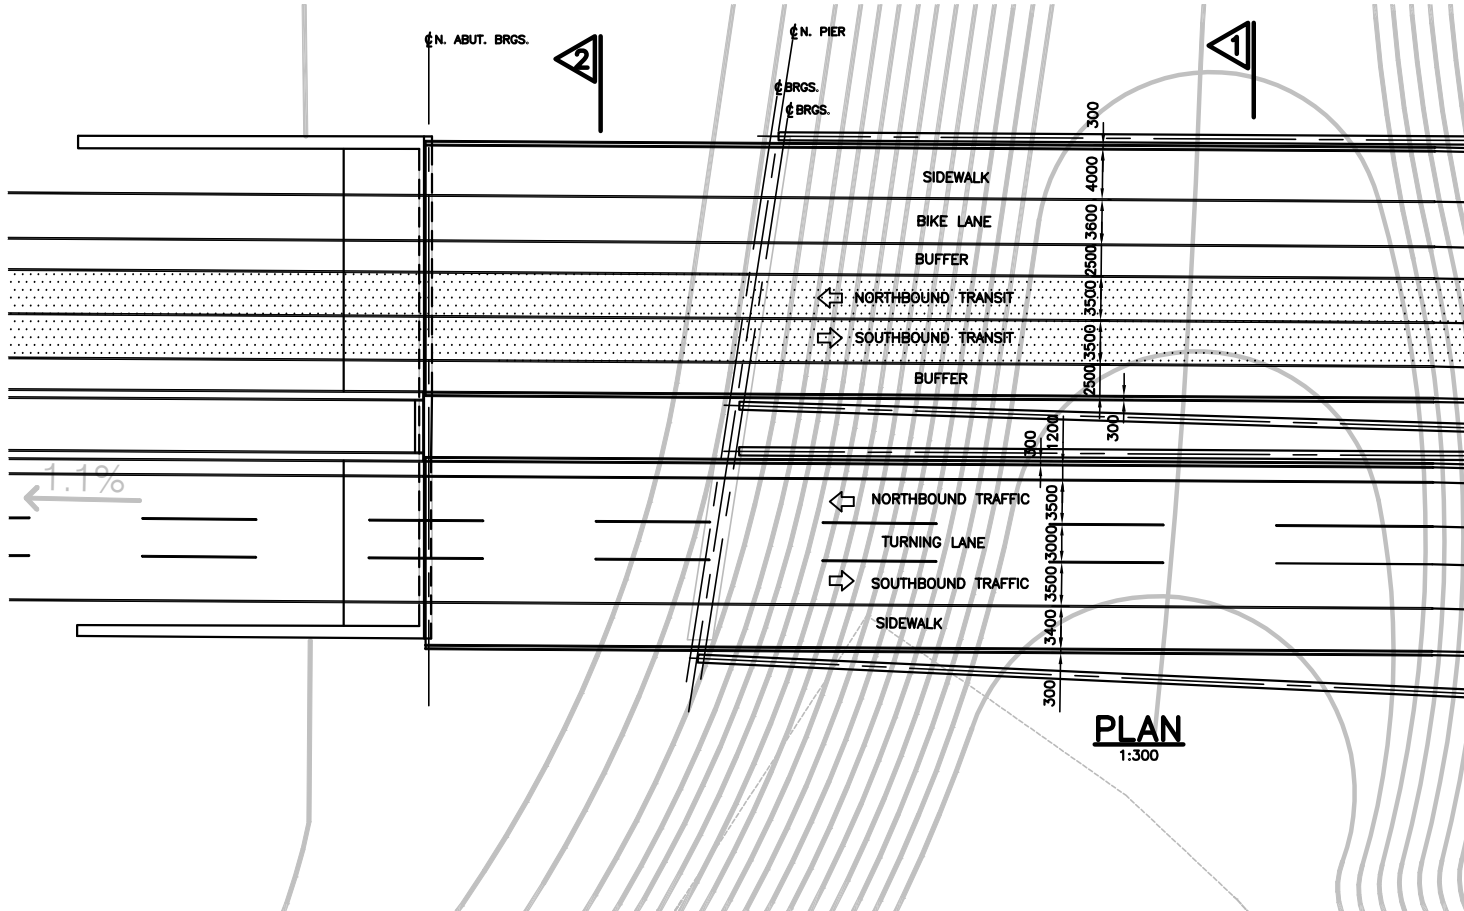 ℄ N. ABUT. BRGS.
2
℄ N. PIER
1
℄ BRGS.
℄ BRGS.
300
SIDEWALK
4000
BIKE LANE
3600
BUFFER
2500
NORTHBOUND TRANSIT
3500
SOUTHBOUND TRANSIT
3500
BUFFER
2500
300
1200
300
1.1%
NORTHBOUND TRAFFIC
3500
TURNING LANE
3000
SOUTHBOUND TRAFFIC
3500
SIDEWALK
3400
300
PLAN
1:300